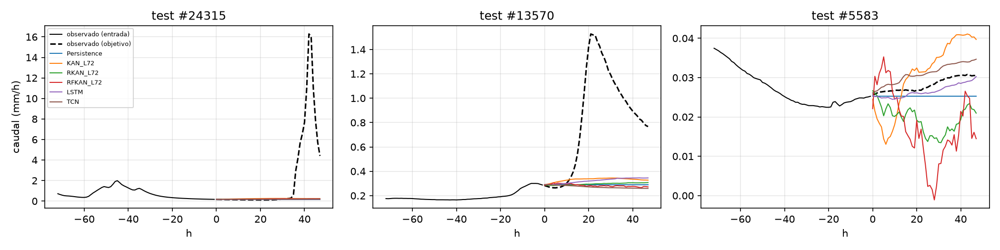 test #24315
test #13570
test #5583
observado (entrada)
observado (objetivo)
Persistence
KAN_L72
RKAN_L72
RFKAN_L72
LSTM
TCN
caudal (mm/h)
16
14
12
10
8
6
4
2
0
−60 −40 −20 0 20 40
h
1.4
1.2
1.0
0.8
0.6
0.4
0.2
−60 −40 −20 0 20 40
h
0.04
0.03
0.02
0.01
0.00
−60 −40 −20 0 20 40
h